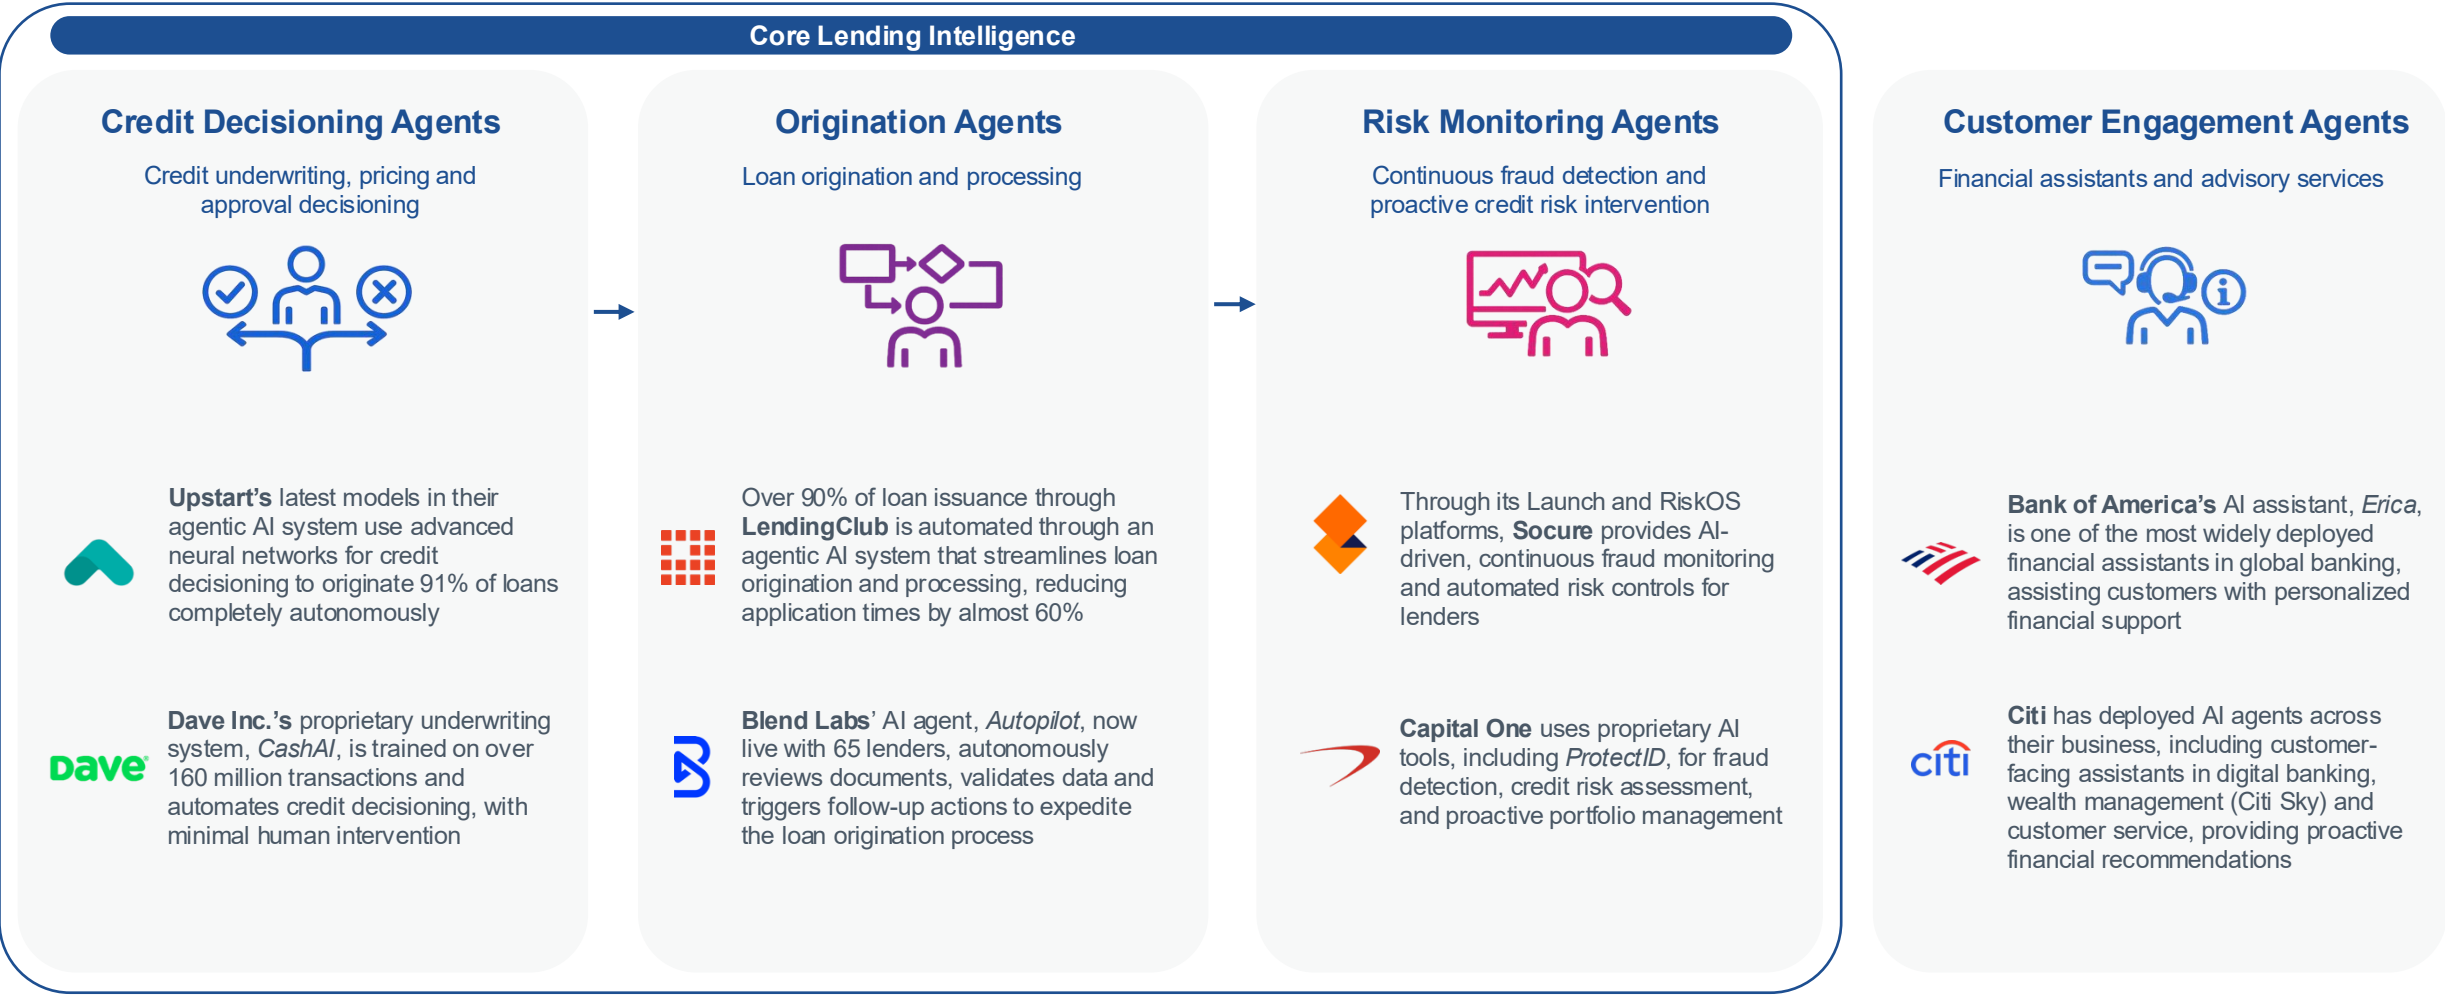 Core Lending Intelligence
Credit Decisioning Agents
Credit underwriting, pricing and
approval decisioning
Upstart’s latest models in their
agentic AI system use advanced
neural networks for credit
decisioning to originate 91% of loans
completely autonomously
Dave
Dave Inc.’s proprietary underwriting
system, CashAI, is trained on over
160 million transactions and
automates credit decisioning, with
minimal human intervention
Origination Agents
Loan origination and processing
Over 90% of loan issuance through
LendingClub is automated through an
agentic AI system that streamlines loan
origination and processing, reducing
application times by almost 60%
Blend Labs’ AI agent, Autopilot, now
live with 65 lenders, autonomously
reviews documents, validates data and
triggers follow-up actions to expedite
the loan origination process
Risk Monitoring Agents
Continuous fraud detection and
proactive credit risk intervention
Through its Launch and RiskOS
platforms, Socure provides AI-
driven, continuous fraud monitoring
and automated risk controls for
lenders
Capital One uses proprietary AI
tools, including ProtectID, for fraud
detection, credit risk assessment,
and proactive portfolio management
Customer Engagement Agents
Financial assistants and advisory services
Bank of America’s AI assistant, Erica,
is one of the most widely deployed
financial assistants in global banking,
assisting customers with personalized
financial support
citi
Citi has deployed AI agents across
their business, including customer-
facing assistants in digital banking,
wealth management (Citi Sky) and
customer service, providing proactive
financial recommendations